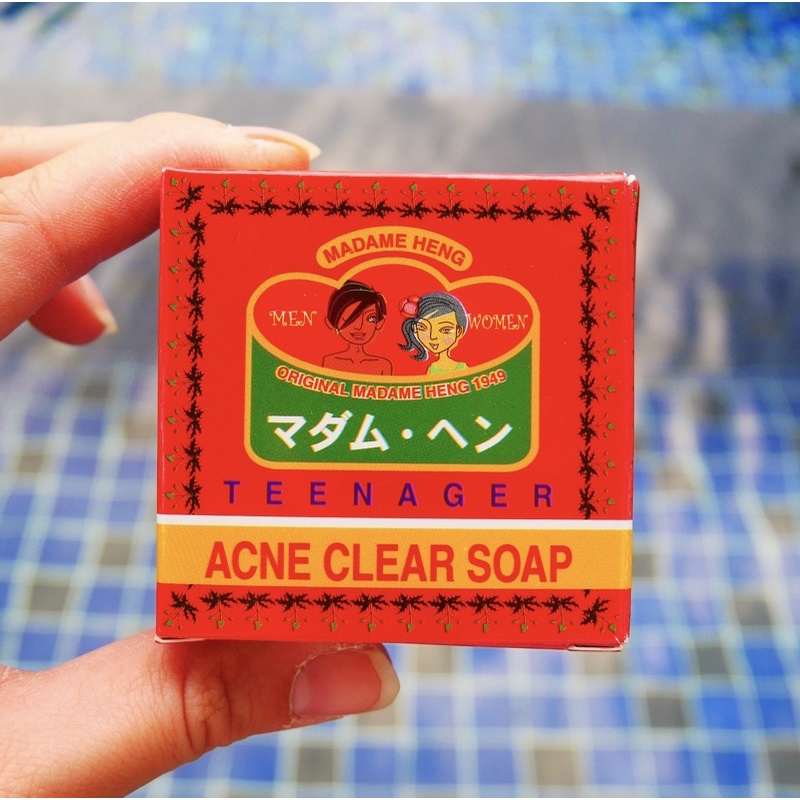 MADAME HENG
MEN
WOMEN
ORIGINAL MADAME HENG 1949
マダム・ヘン
TEENAGER
ACNE CLEAR SOAP